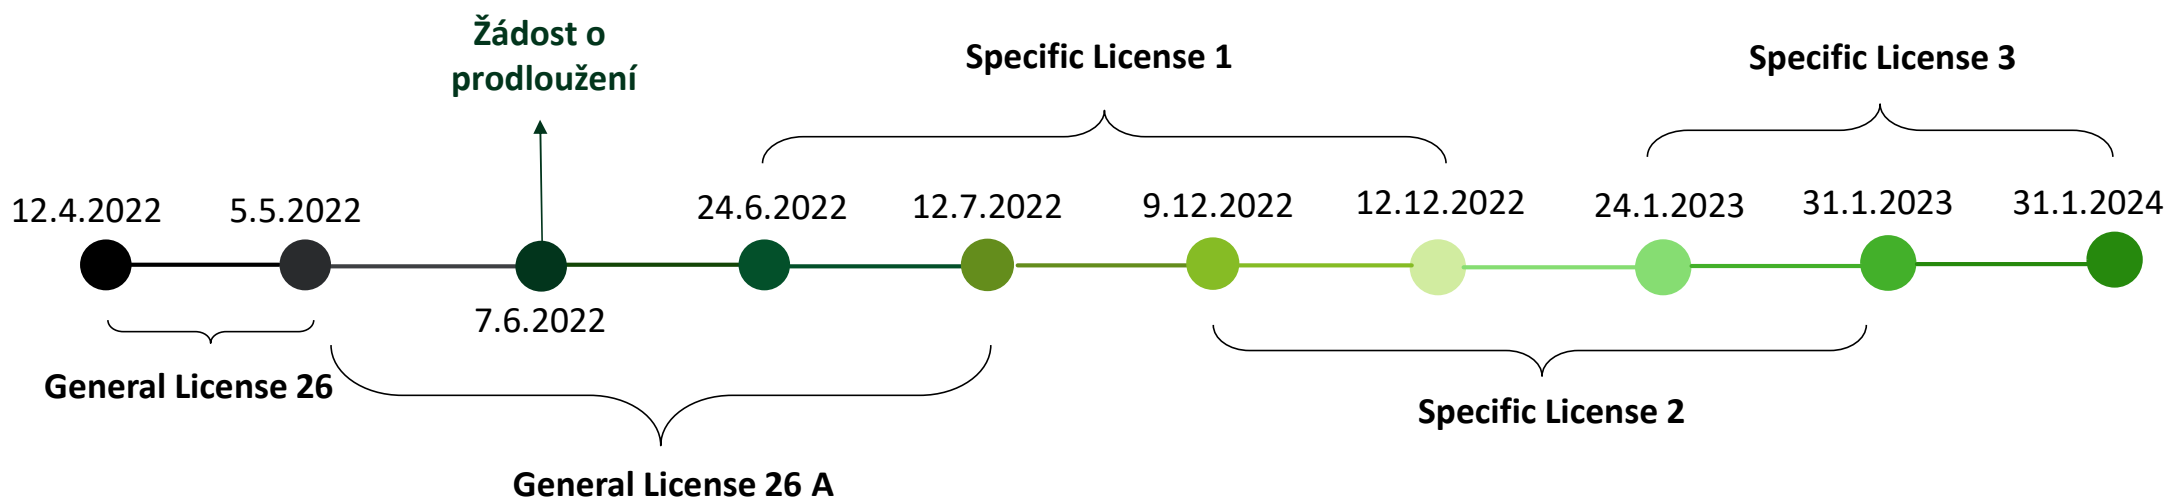 Žádost o
prodloužení
Specific License 1
Specific License 3
12.4.2022
5.5.2022
24.6.2022
12.7.2022
9.12.2022
12.12.2022
24.1.2023
31.1.2023
31.1.2024
7.6.2022
General License 26
Specific License 2
General License 26 A